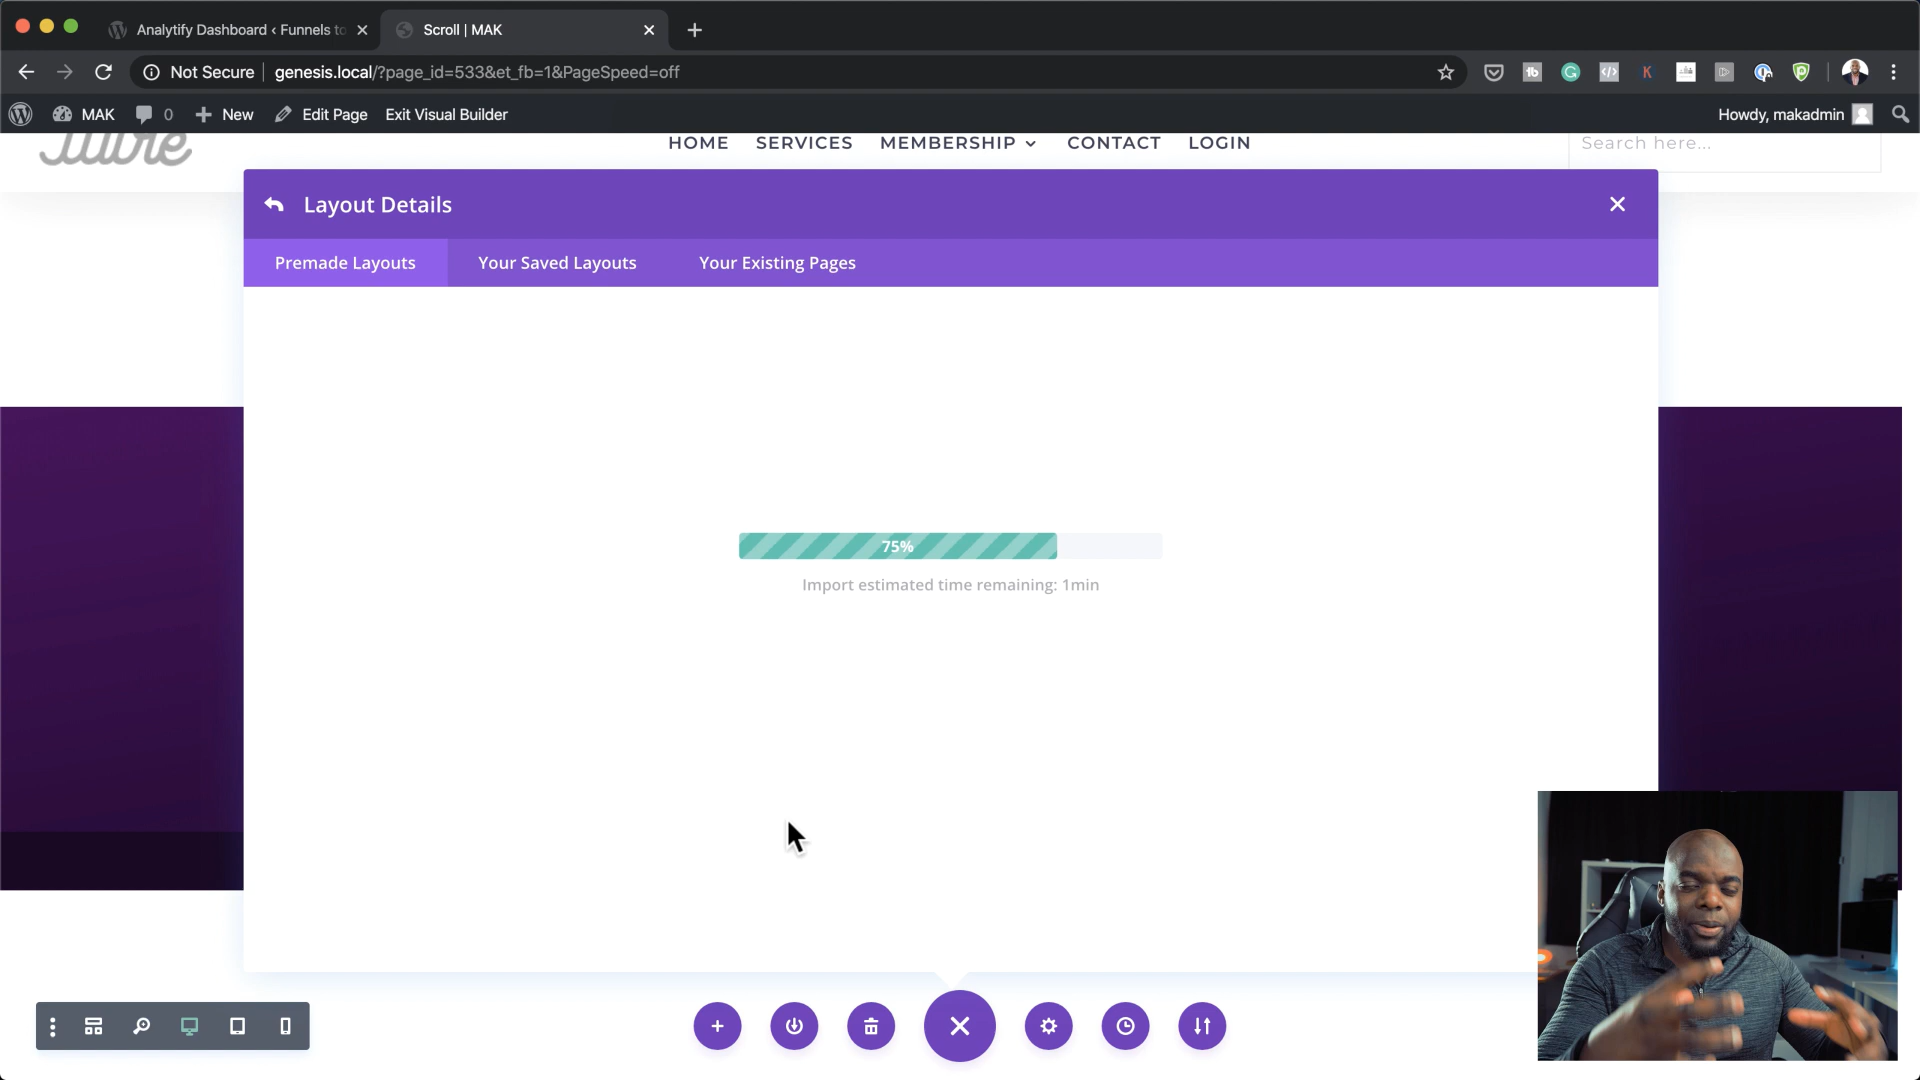 Analytify Dashboard ‹ Funnels to
Scroll | MAK
Not Secure
genesis.local/?page_id=533&et_fb=1&PageSpeed=off
MAK
0
New
Edit Page
Exit Visual Builder
Howdy, makadmin
HOME
SERVICES
MEMBERSHIP
CONTACT
LOGIN
Search here...
Layout Details
Premade Layouts
Your Saved Layouts
Your Existing Pages
75%
Import estimated time remaining: 1min